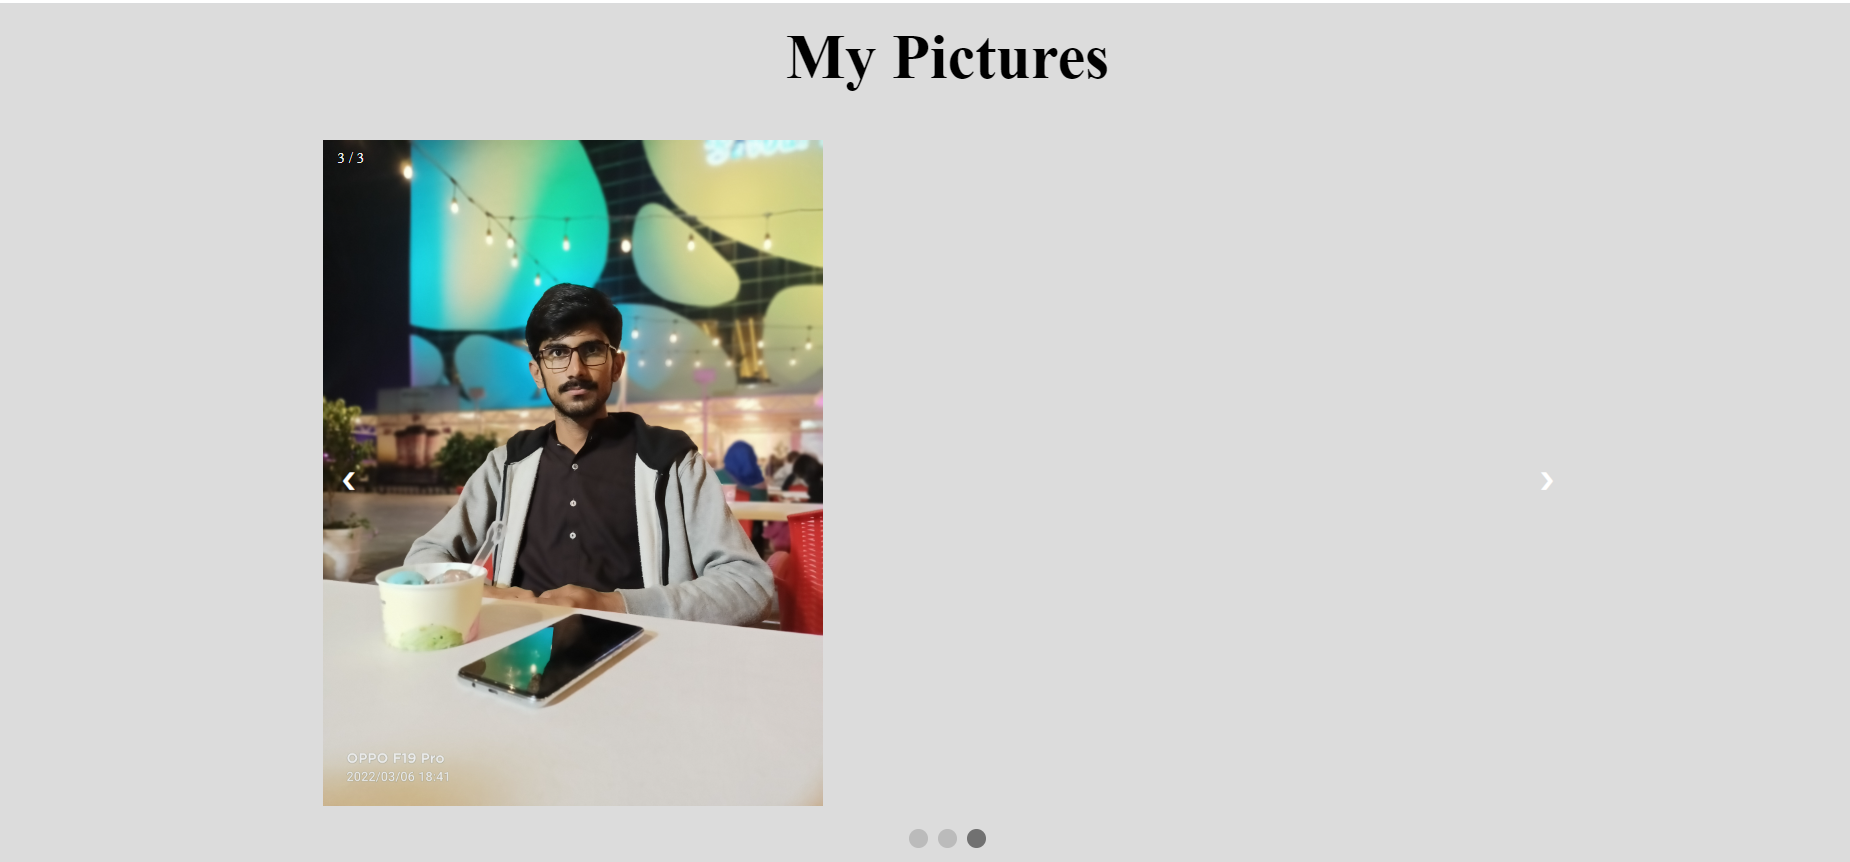 My Pictures
3 / 3
❮
❯
OPPO F19 Pro
2022/03/06 18:41